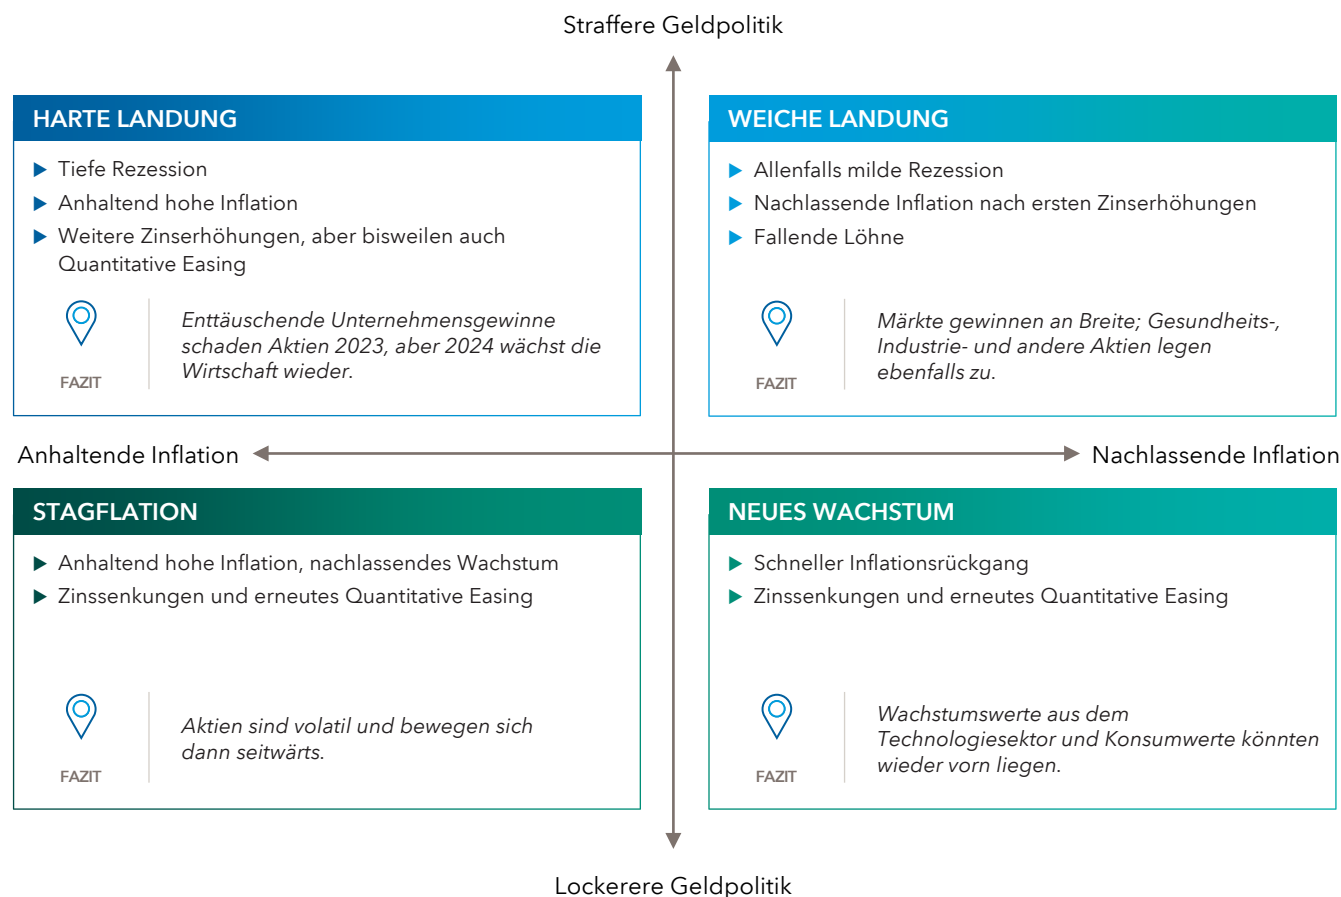 Straffere Geldpolitik
HARTE LANDUNG
Tiefe Rezession
Anhaltend hohe Inflation
Weitere Zinserhöhungen, aber bisweilen auch
Quantitative Easing
FAZIT
Enttäuschende Unternehmensgewinne
schaden Aktien 2023, aber 2024 wächst die
Wirtschaft wieder.
WEICHE LANDUNG
Allenfalls milde Rezession
Nachlassende Inflation nach ersten Zinserhöhungen
Fallende Löhne
FAZIT
Märkte gewinnen an Breite; Gesundheits-,
Industrie- und andere Aktien legen
ebenfalls zu.
Anhaltende Inflation
Nachlassende Inflation
STAGFLATION
Anhaltend hohe Inflation, nachlassendes Wachstum
Zinssenkungen und erneutes Quantitative Easing
FAZIT
Aktien sind volatil und bewegen sich
dann seitwärts.
NEUES WACHSTUM
Schneller Inflationsrückgang
Zinssenkungen und erneutes Quantitative Easing
FAZIT
Wachstumswerte aus dem
Technologiesektor und Konsumwerte könnten
wieder vorn liegen.
Lockerere Geldpolitik